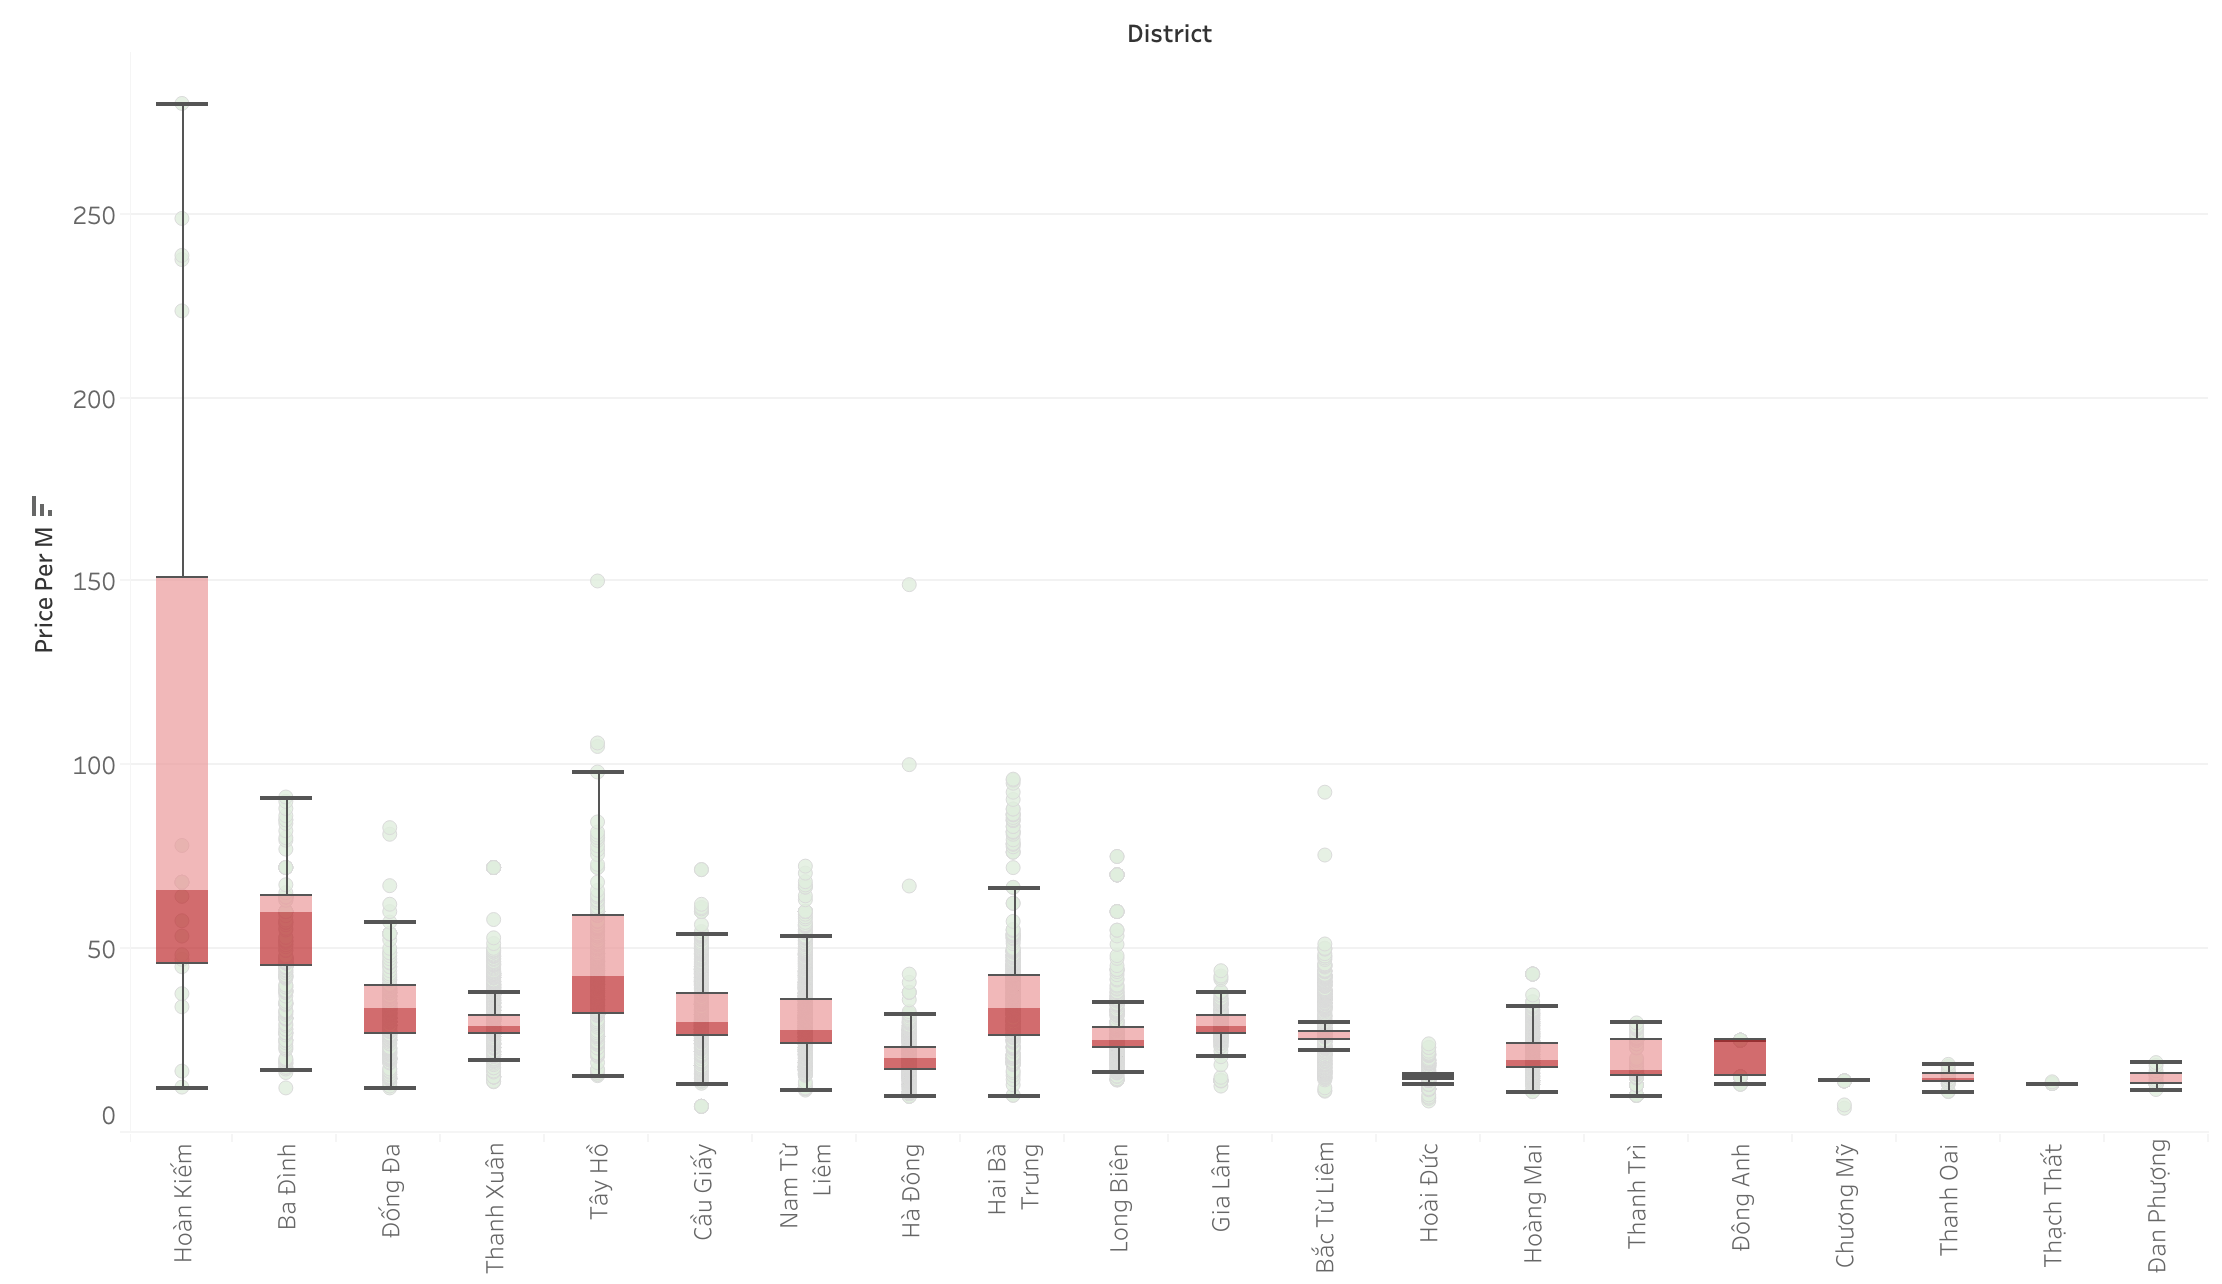 District
250
200
150
100
50
0
Price Per M
Hoàn Kiếm
Ba Đình
Đống Đa
Thanh Xuân
Tây Hồ
Cầu Giấy
Nam Từ
Liêm
Hà Đông
Hai Bà
Trưng
Long Biên
Gia Lâm
Bắc Từ Liêm
Hoài Đức
Hoàng Mai
Thanh Trì
Đông Anh
Chương Mỹ
Thanh Oai
Thạch Thất
Đan Phượng